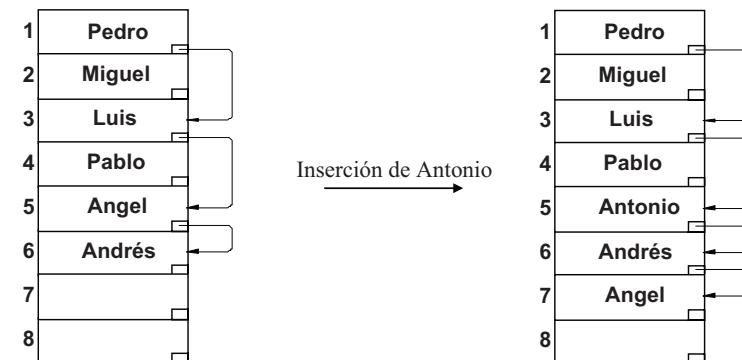 1 Pedro
2 Miguel
3 Luis
4 Pablo
5 Angel
6 Andrés
7
8
Inserción de Antonio
1 Pedro
2 Miguel
3 Luis
4 Pablo
5 Antonio
6 Andrés
7 Angel
8